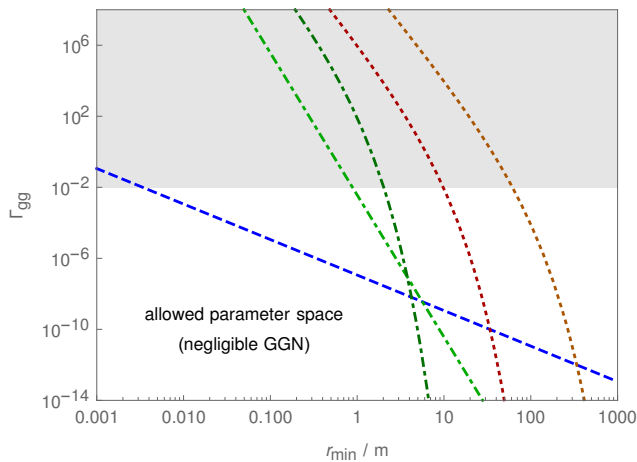 10^6
10^2
10^-2
10^-6
10^-10
10^-14
Γgg
allowed parameter space
(negligible GGN)
0.001 0.010 0.100 1 10 100 1000
rmin / m